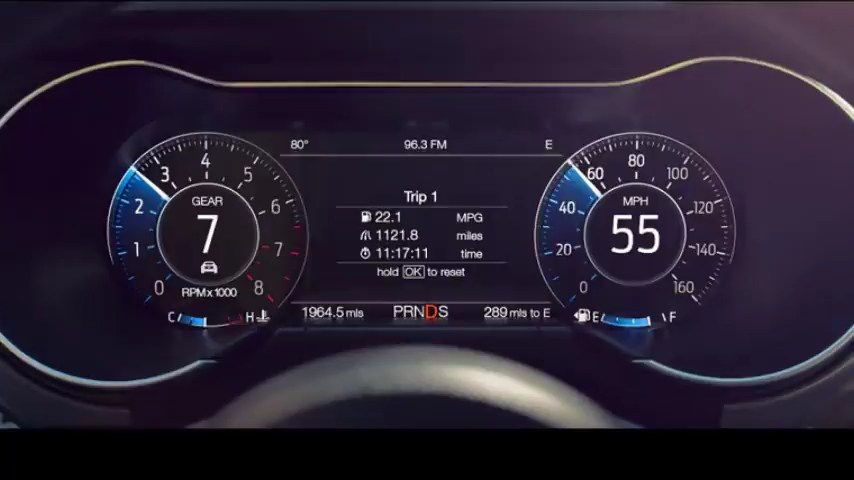 80° 96.3 FM E
Trip 1
22.1 MPG
1121.8 miles
11:17:11 time
hold OK to reset
1964.5 mls PRNDS 289 mls to E
GEAR
7
RPMx1000
0 1 2 3 4 5 6 7 8
C H
MPH
55
0 20 40 60 80 100 120 140 160
E F